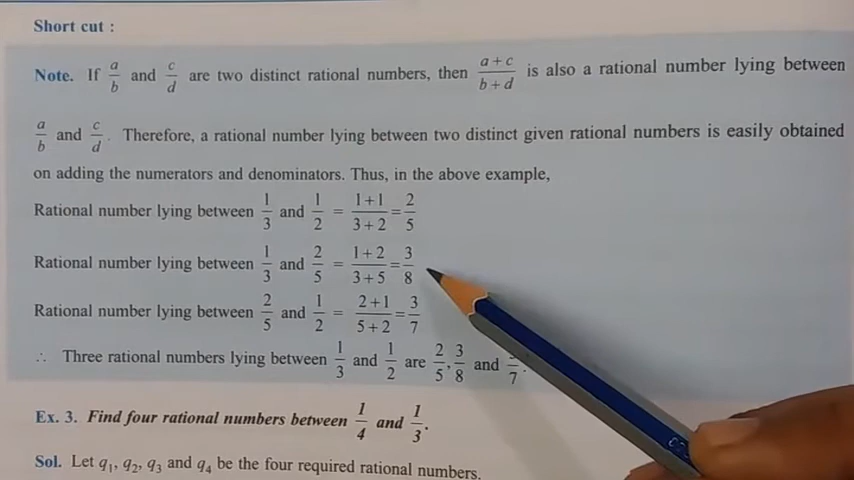 Short cut :
Note. If a/b and c/d are two distinct rational numbers, then (a + c)/(b + d) is also a rational number lying between
a/b and c/d. Therefore, a rational number lying between two distinct given rational numbers is easily obtained
on adding the numerators and denominators. Thus, in the above example,
Rational number lying between 1/3 and 1/2 = (1+1)/(3+2) = 2/5
Rational number lying between 1/3 and 2/5 = (1+2)/(3+5) = 3/8
Rational number lying between 2/5 and 1/2 = (2+1)/(5+2) = 3/7
∴ Three rational numbers lying between 1/3 and 1/2 are 2/5, 3/8 and /7.
Ex. 3. Find four rational numbers between 1/4 and 1/3.
Sol. Let q₁, q₂, q₃ and q₄ be the four required rational numbers.